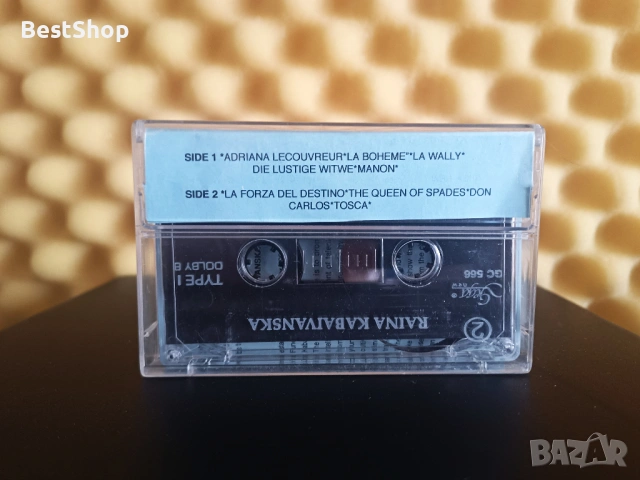 BestShop
SIDE 1 *ADRIANA LECOUVREUR*LA BOHEME*LA WALLY*
DIE LUSTIGE WITWE*MANON*
SIDE 2 *LA FORZA DEL DESTINO*THE QUEEN OF SPADES*DON
CARLOS*TOSCA*
TYPE I
DOLBY B
GC 566
2
RAINA KABAIVANSKA
BAZAR